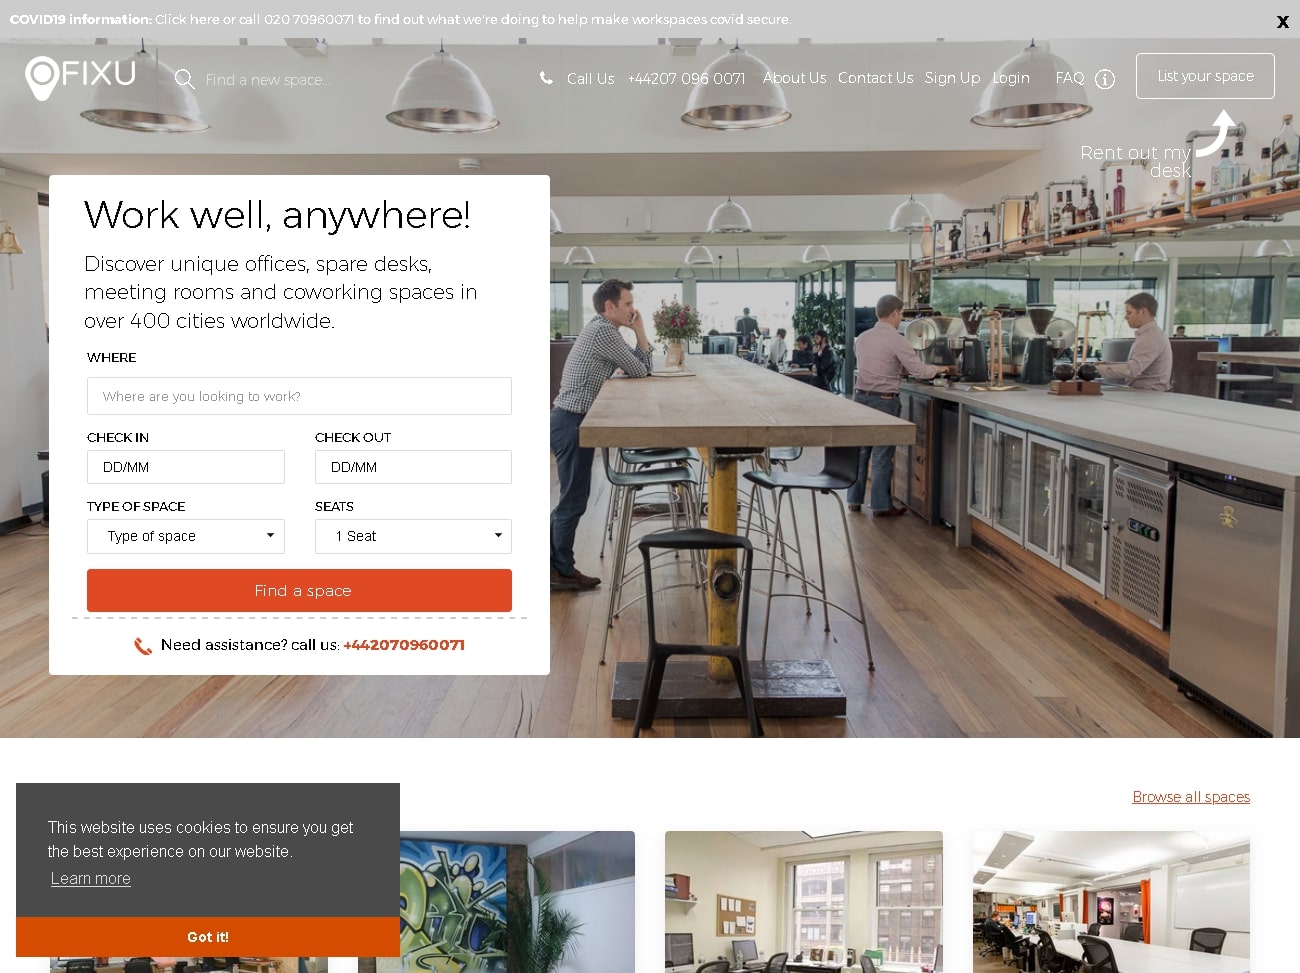 COVID19 information: Click here or call 020 70960071 to find out what we're doing to help make workspaces covid secure.
X
OFIXU
Find a new space...
Call Us +44207 096 0071
About Us
Contact Us
Sign Up
Login
FAQ
List your space
Rent out my
desk
Work well, anywhere!
Discover unique offices, spare desks,
meeting rooms and coworking spaces in
over 400 cities worldwide.
WHERE
Where are you looking to work?
CHECK IN
CHECK OUT
DD/MM
DD/MM
TYPE OF SPACE
SEATS
Type of space
1 Seat
Find a space
Need assistance? call us: +442070960071
Browse all spaces
This website uses cookies to ensure you get
the best experience on our website.
Learn more
Got it!